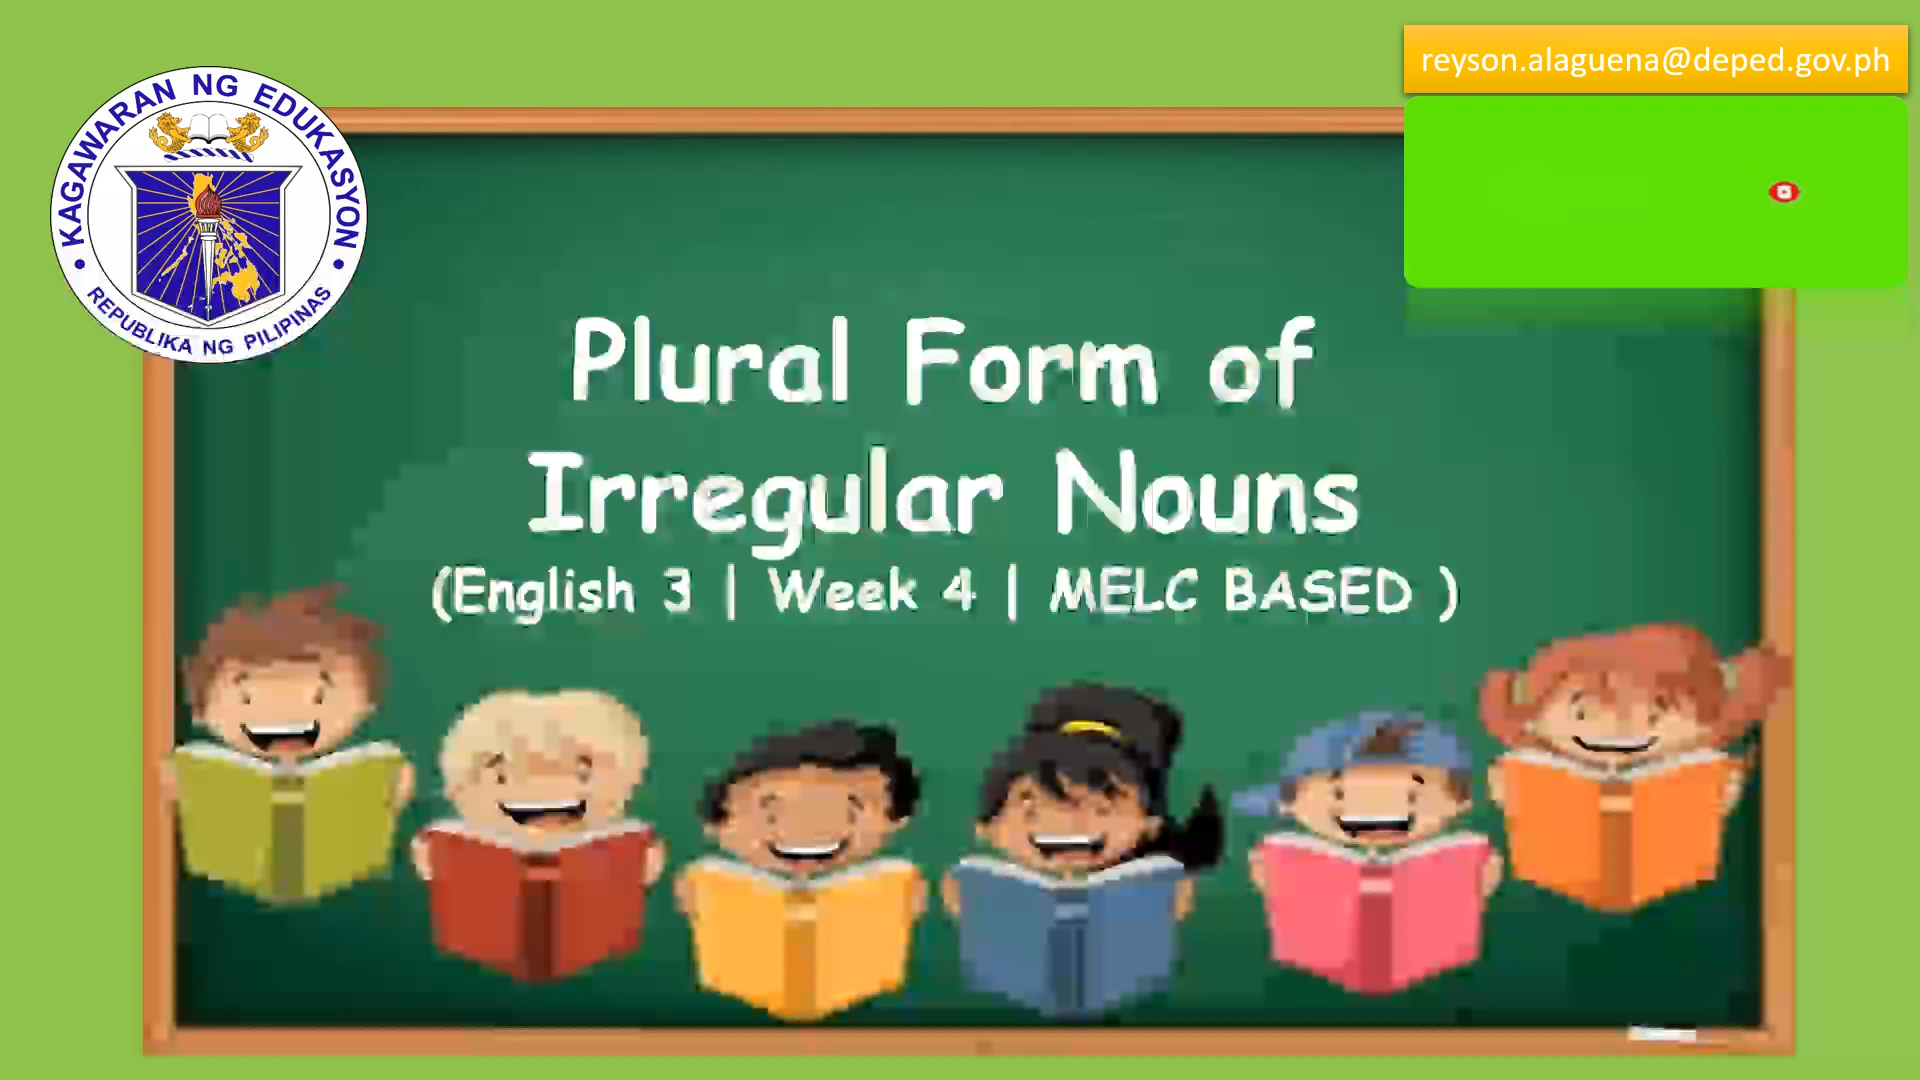 reyson.alaguena@deped.gov.ph
KAGAWARAN NG EDUKASYON
REPUBLIKA NG PILIPINAS
Plural Form of
Irregular Nouns
(English 3 | Week 4 | MELC BASED )